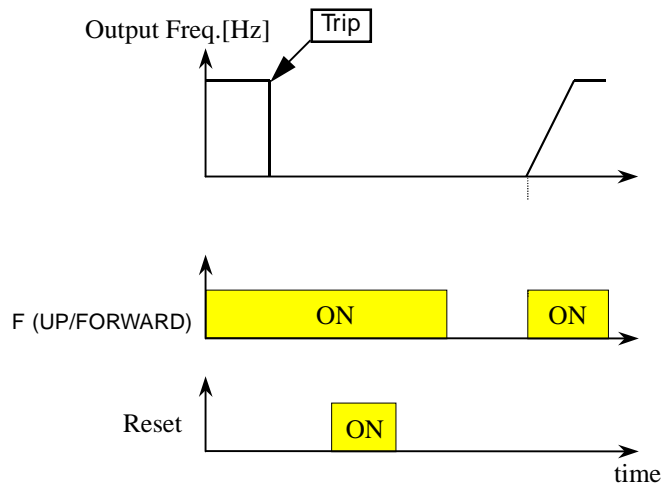 Trip
Output Freq.[Hz]
F (UP/FORWARD)
ON
ON
Reset
ON
time